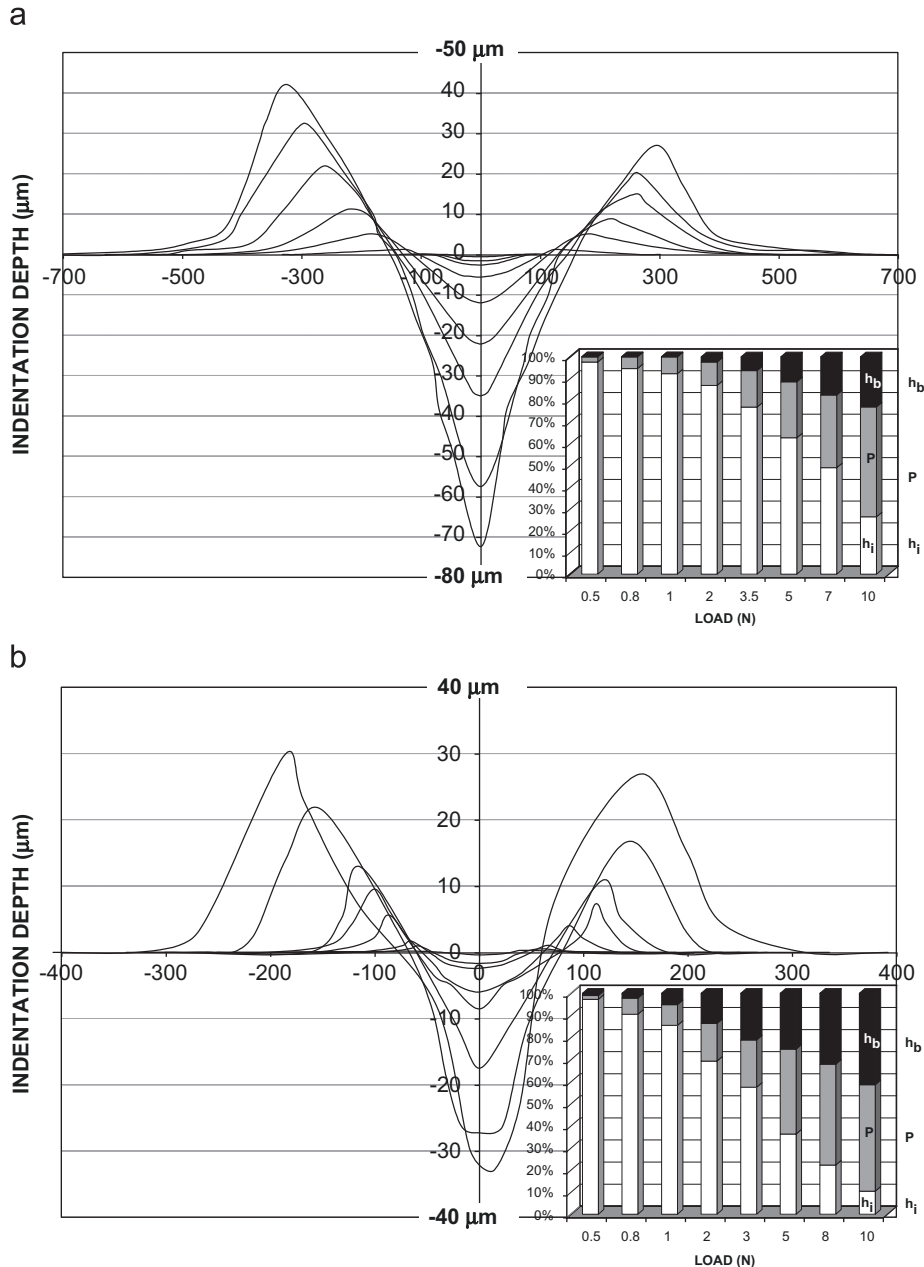 a
-50 µm
40
30
20
10
0
-700 -500 -300 -100 100 300 500 700
-10
-20
-30
-40
-50
-60
-70
-80 µm
INDENTATION DEPTH (µm)
100%
90%
80%
70%
60%
50%
40%
30%
20%
10%
0%
hb
P
hi
hb
P
hi
0.5 0.8 1 2 3.5 5 7 10
LOAD (N)
b
40 µm
30
20
10
0
-400 -300 -200 -100 0 100 200 300 400
-10
-20
-30
-40 µm
INDENTATION DEPTH (µm)
100%
90%
80%
70%
60%
50%
40%
30%
20%
10%
0%
hb
P
hi
hb
P
hi
0.5 0.8 1 2 3 5 8 10
LOAD (N)